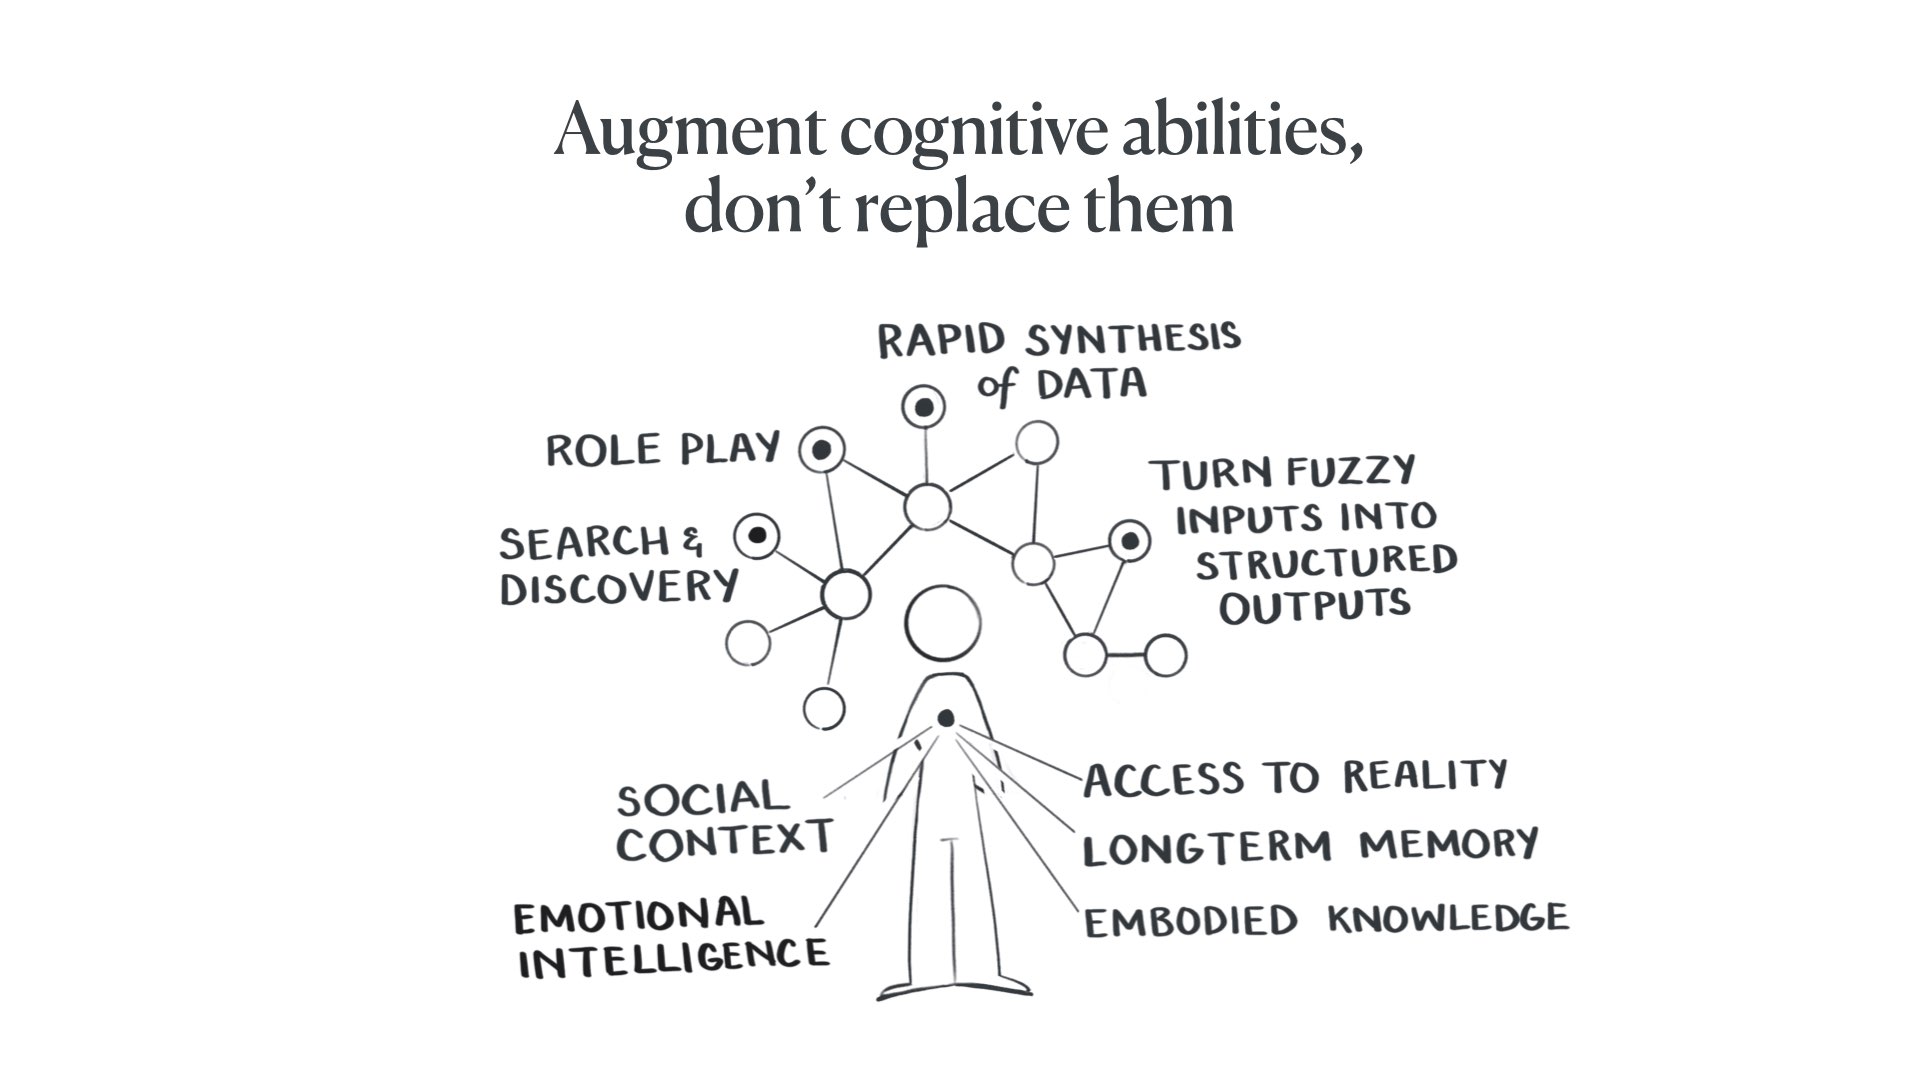 Augment cognitive abilities,
don’t replace them
RAPID SYNTHESIS
of DATA
ROLE PLAY
SEARCH &
DISCOVERY
TURN FUZZY
INPUTS INTO
STRUCTURED
OUTPUTS
SOCIAL
CONTEXT
EMOTIONAL
INTELLIGENCE
ACCESS TO REALITY
LONGTERM MEMORY
EMBODIED KNOWLEDGE